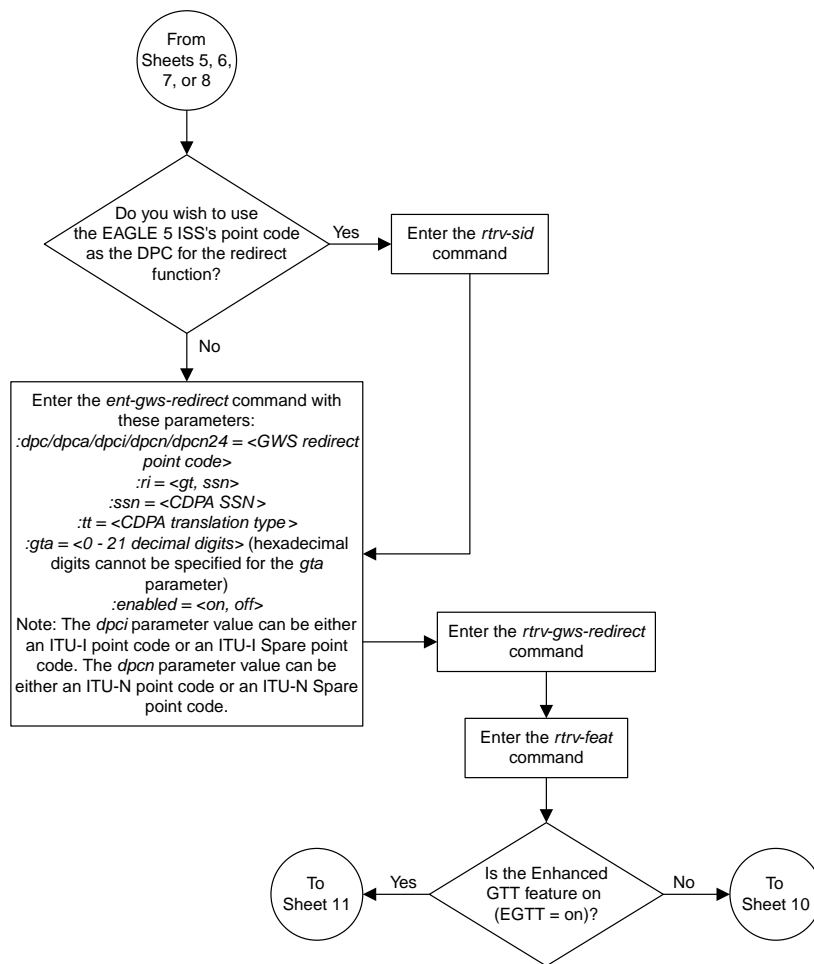 From
Sheets 5, 6,
7, or 8
Do you wish to use
the EAGLE 5 ISS's point code
as the DPC for the redirect
function?
Yes
Enter the rtrv-sid
command
No
Enter the ent-gws-redirect command with
these parameters:
:dpc/dpca/dpci/dpcn/dpcn24 = <GWS redirect
point code>
:ri = <gt, ssn>
:ssn = <CDPA SSN>
:tt = <CDPA translation type>
:gta = <0 - 21 decimal digits> (hexadecimal
digits cannot be specified for the gta
parameter)
:enabled = <on, off>
Note: The dpci parameter value can be either
an ITU-I point code or an ITU-I Spare point
code. The dpcn parameter value can be
either an ITU-N point code or an ITU-N Spare
point code.
Enter the rtrv-gws-redirect
command
Enter the rtrv-feat
command
Is the Enhanced
GTT feature on
(EGTT = on)?
Yes
To
Sheet 11
No
To
Sheet 10